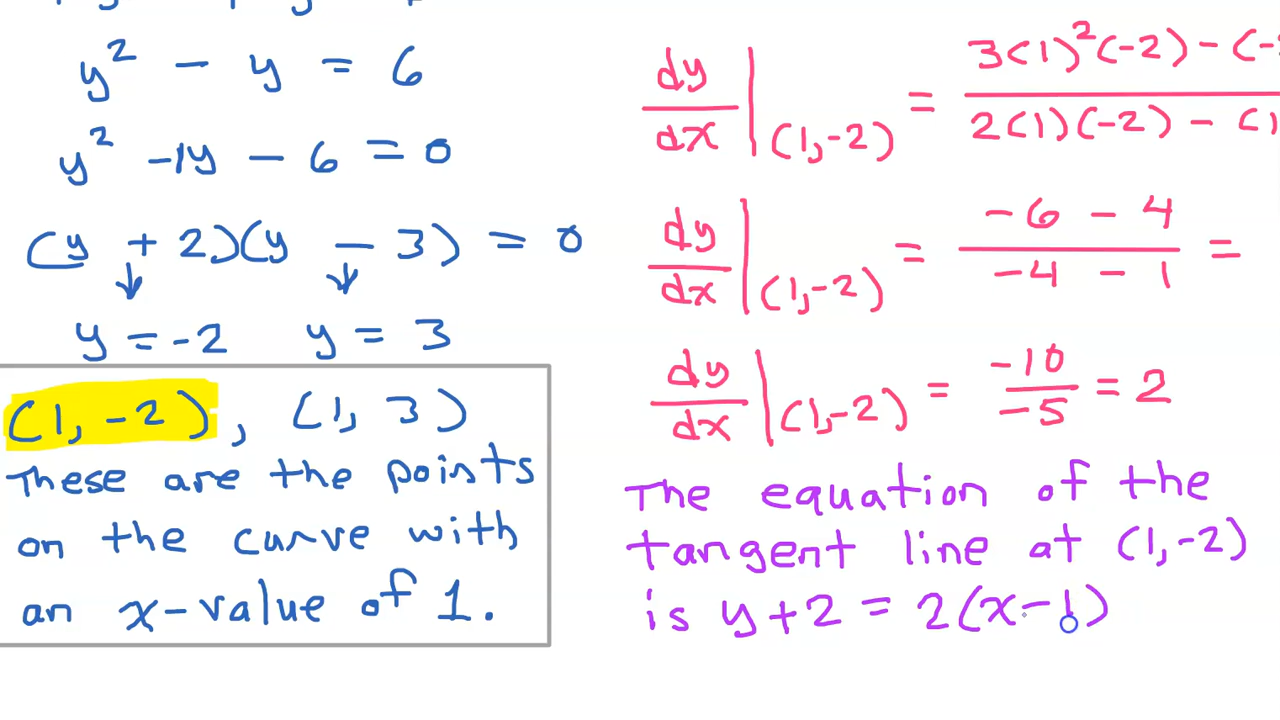 y² - y = 6
y² - 1y - 6 = 0
(y + 2)(y - 3) = 0
↓ ↓
y = -2 y = 3
(1, -2), (1, 3)
These are the points
on the curve with
an x-value of 1.
dy/dx |(1,-2) = 3(1)²(-2) - (- / 2(1)(-2) - (1
dy/dx |(1,-2) = -6 - 4 / -4 - 1 =
dy/dx |(1,-2) = -10/-5 = 2
The equation of the
tangent line at (1,-2)
is y+2 = 2(x-1)